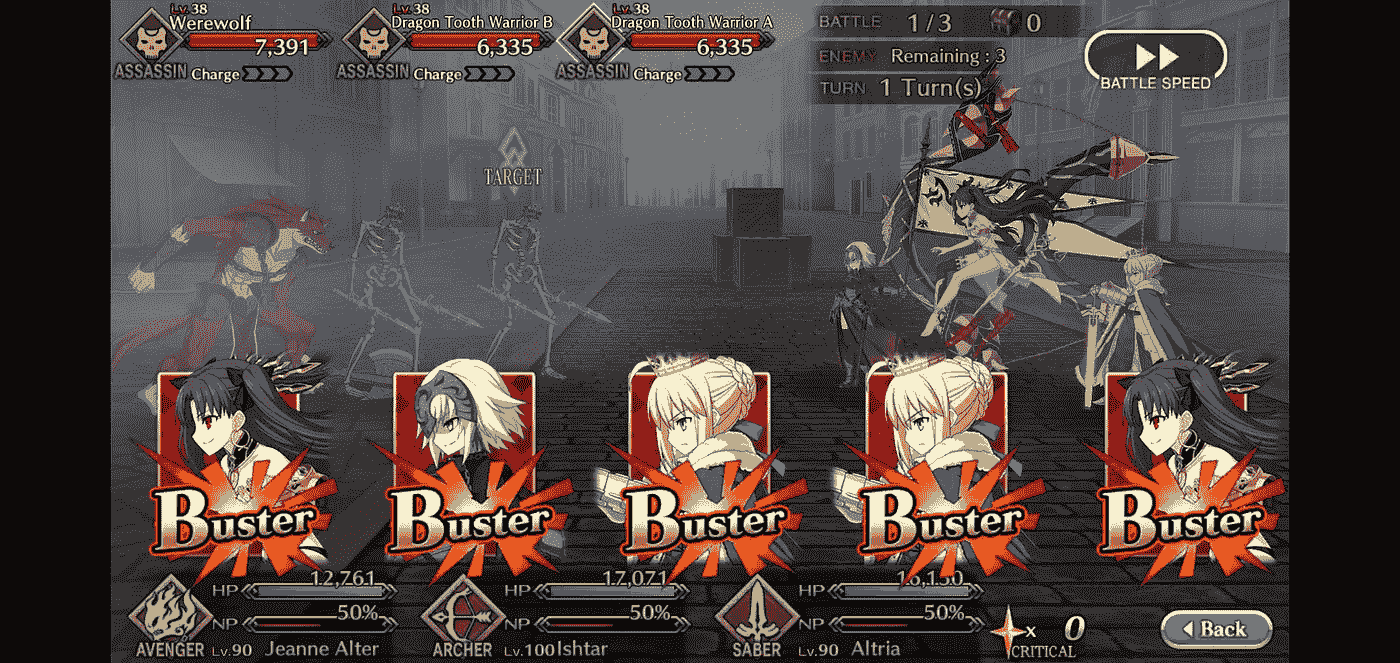 Lv.38
Werewolf
7,391
ASSASSIN Charge
Lv.38
Dragon Tooth Warrior B
6,335
ASSASSIN Charge
Lv.38
Dragon Tooth Warrior A
6,335
ASSASSIN Charge
BATTLE 1/3 0
ENEMY Remaining : 3
TURN 1 Turn(s)
BATTLE SPEED
TARGET
Buster
Buster
Buster
Buster
Buster
HP 12,761
NP 50%
AVENGER Lv.90 Jeanne Alter
HP 17,071
NP 50%
ARCHER Lv.100 Ishtar
HP
NP 50%
SABER Lv.90 Altria
x 0
CRITICAL
Back